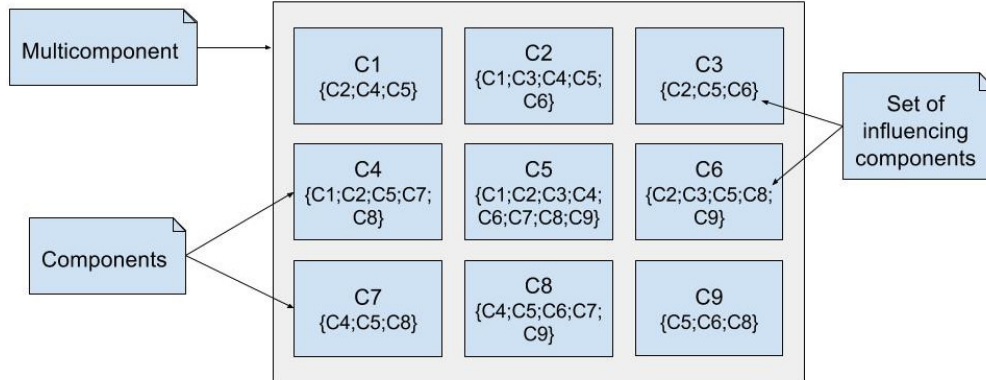 Multicomponent
C1
{C2;C4;C5}
C2
{C1;C3;C4;C5;
C6}
C3
{C2;C5;C6}
Set of
influencing
components
C4
{C1;C2;C5;C7;
C8}
C5
{C1;C2;C3;C4;
C6;C7;C8;C9}
C6
{C2;C3;C5;C8;
C9}
Components
C7
{C4;C5;C8}
C8
{C4;C5;C6;C7;
C9}
C9
{C5;C6;C8}